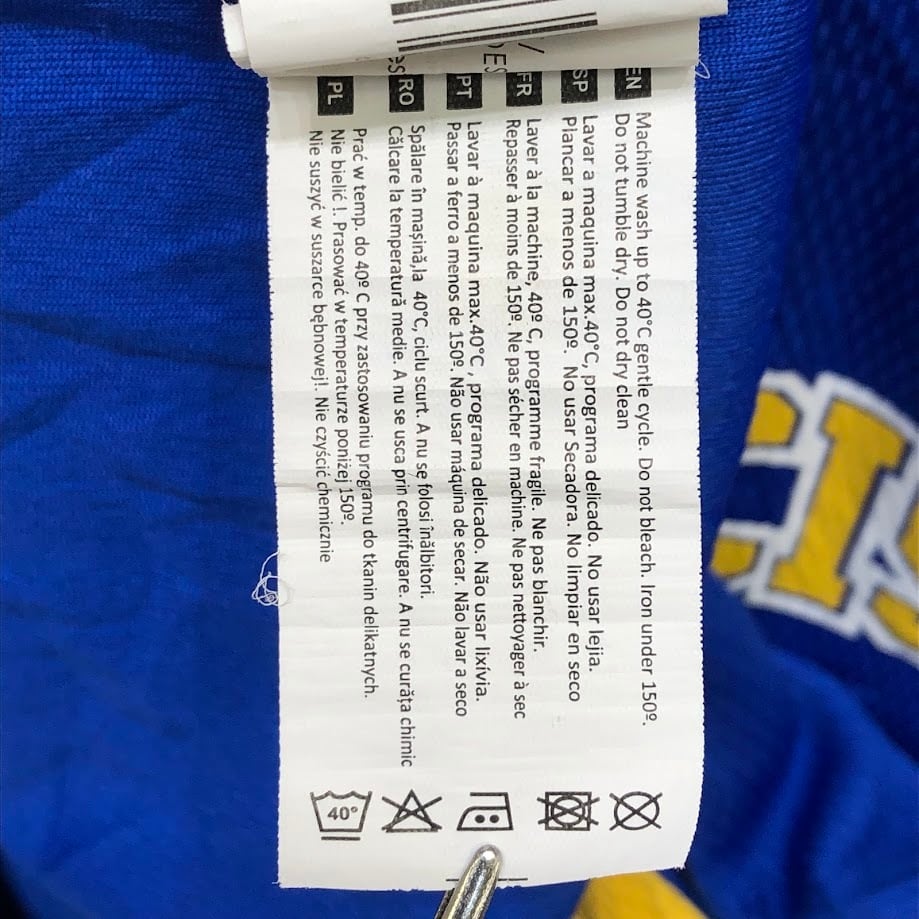 EN
Machine wash up to 40°C gentle cycle. Do not bleach. Iron under 150º.
Do not tumble dry. Do not dry clean
SP
Lavar a maquina max.40°C, programa delicado. No usar lejia.
Plancar a menos de 150º. No usar Secadora. No limpiar en seco
FR
Laver à la machine, 40º C, programme fragile. Ne pas blanchir.
Repasser à moins de 150º. Ne pas sécher en machine. Ne pas nettoyager à sec
PT
Lavar à maquina max.40°C , programa delicado. Não usar lixívia.
Passar a ferro a menos de 150º. Não usar máquina de secar. Não lavar a seco
RO
Spălare în mașină,la 40°C, ciclu scurt. A nu se folosi înălbitori.
Călcare la temperatură medie. A nu se usca prin centrifugare. A nu se curăța chimic
PL
Prać w temp. do 40º C przy zastosowaniu programu do tkanin delikatnych.
Nie bielić !. Prasować w temperaturze poniżej 150º.
Nie suszyć w suszarce bębnowej!. Nie czyścić chemicznie
40°
CIS